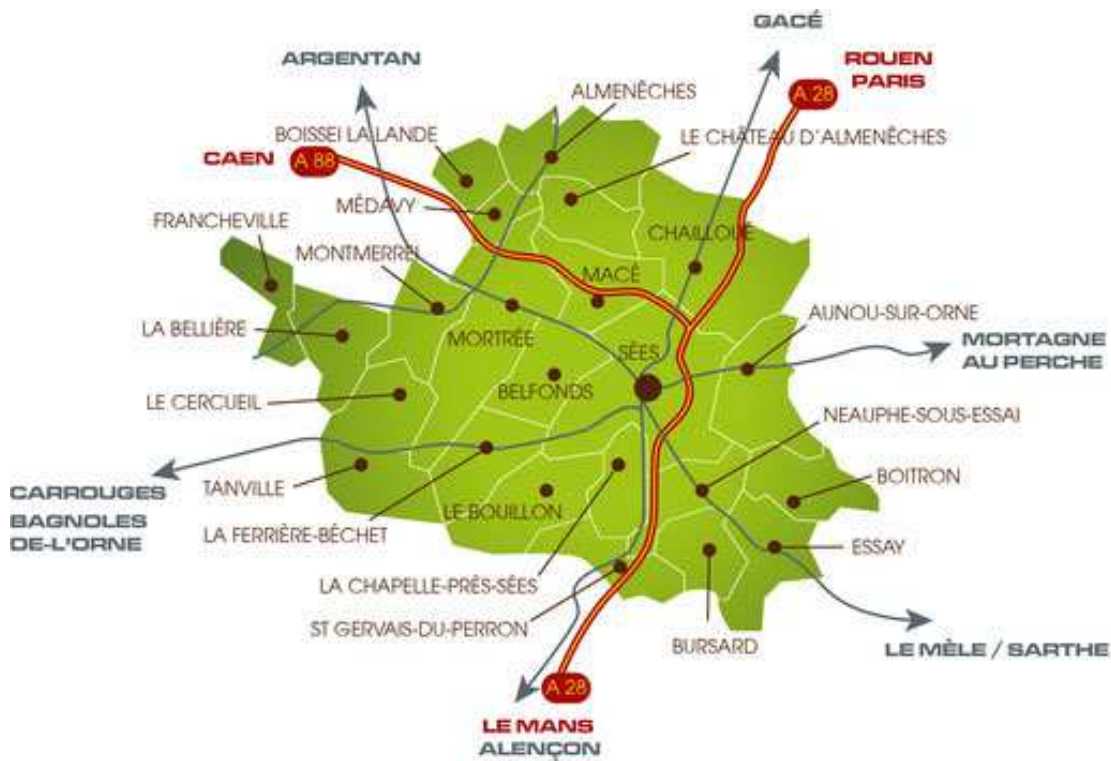 GACÉ
ARGENTAN
ROUEN
PARIS
A 28
ALMENÊCHES
BOISSEI LA LANDE
LE CHÂTEAU D'ALMENÊCHES
CAEN
A 88
MÉDAVY
FRANCHEVILLE
CHAILLOUÉ
MONTMERREI
MACÉ
AUNOU-SUR-ORNE
LA BELLIÈRE
MORTRÉE
MORTAGNE
AU PERCHE
SÉES
BELFONDS
LE CERCUEIL
NEAUPHE-SOUS-ESSAI
BOITRON
CARROUGES
TANVILLE
BAGNOLES
DE-L'ORNE
LE BOUILLON
LA FERRIÈRE-BÉCHET
ESSAY
LA CHAPELLE-PRÈS-SÉES
ST GERVAIS-DU-PERRON
BURSARD
LE MÈLE / SARTHE
A 28
LE MANS
ALENÇON